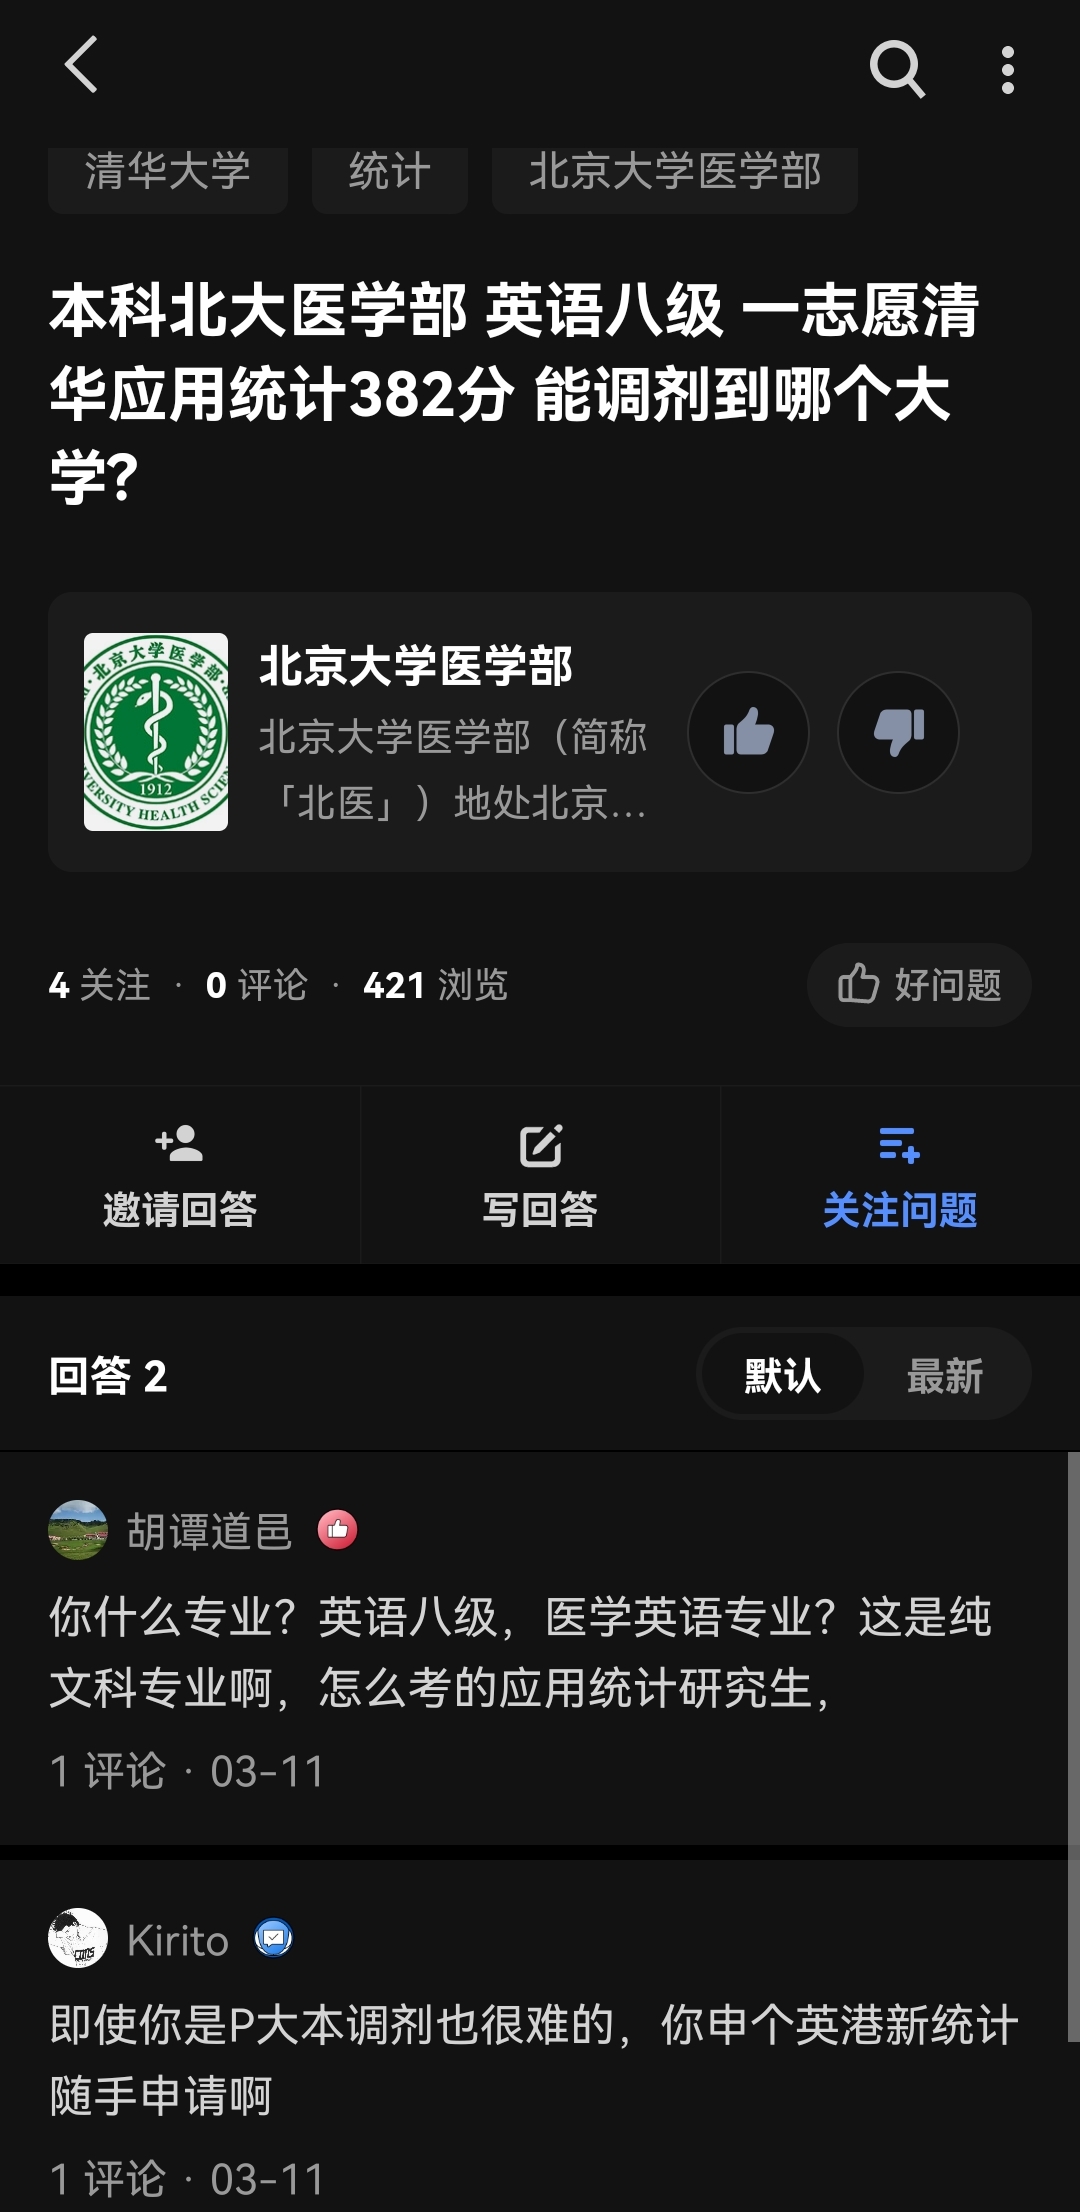 清华大学 统计 北京大学医学部
本科北大医学部 英语八级 一志愿清
华应用统计382分 能调剂到哪个大
学?
北京大学医学部
1912
北京大学医学部
北京大学医学部（简称
「北医」）地处北京...
4 关注 · 0 评论 · 421 浏览
好问题
邀请回答 写回答 关注问题
回答 2
默认 最新
胡谭道邑
你什么专业？英语八级，医学英语专业？这是纯
文科专业啊，怎么考的应用统计研究生，
1 评论 · 03-11
Kirito
即使你是P大本调剂也很难的，你申个英港新统计
随手申请啊
1 评论 · 03-11